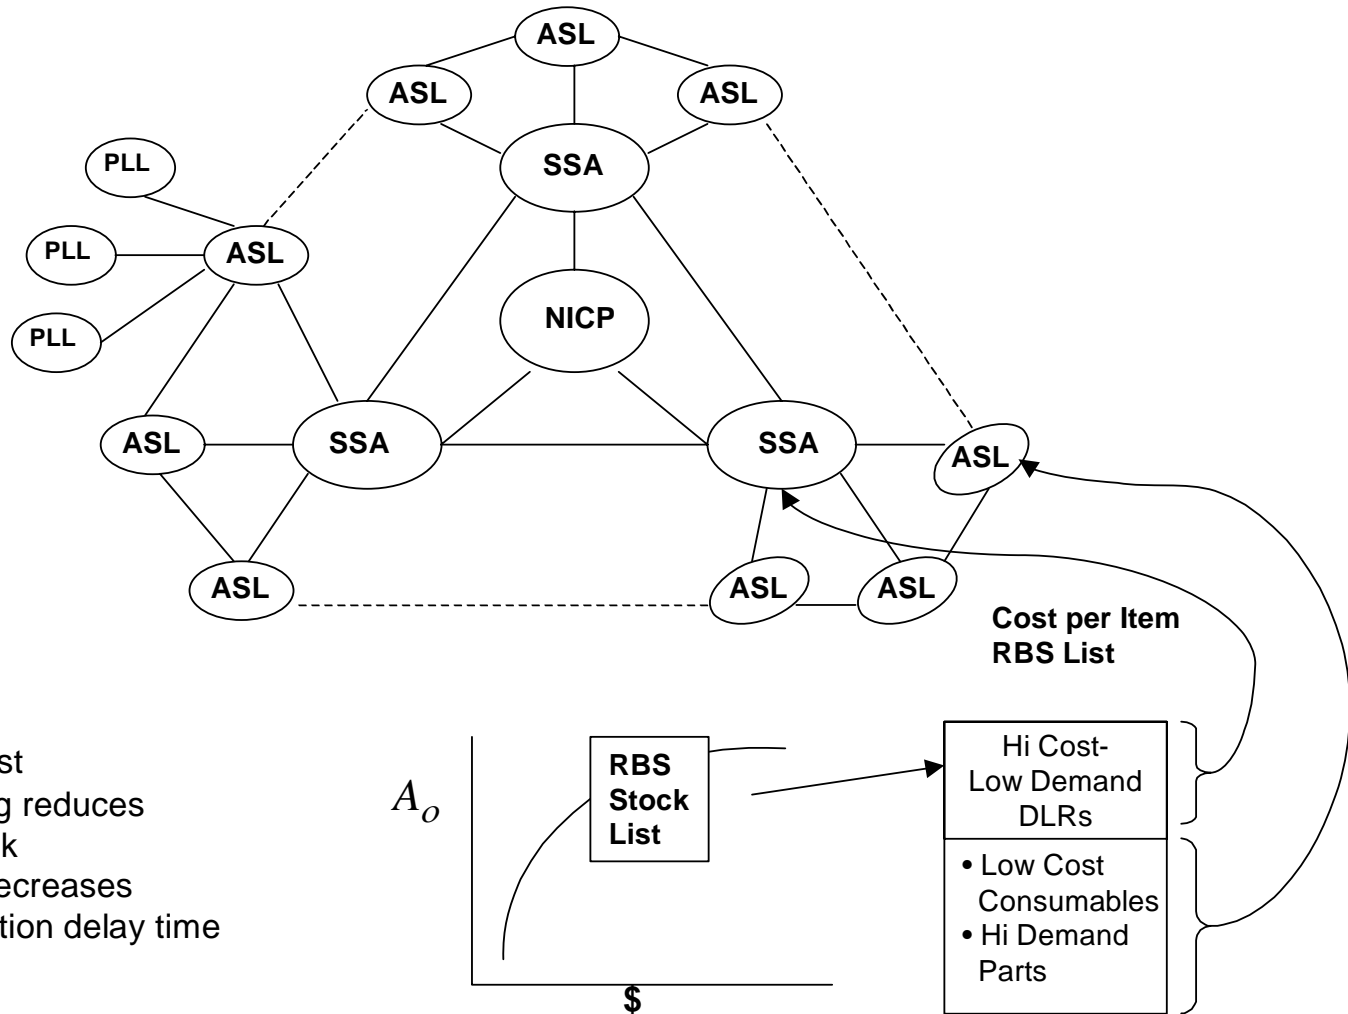 ASL
ASL
ASL
PLL
SSA
PLL
ASL
PLL
NICP
ASL
SSA
SSA
ASL
ASL
ASL
ASL
Cost per Item
RBS List
st
g reduces
k
ecreases
tion delay time
Ao
RBS
Stock
List
$
Hi Cost-
Low Demand
DLRs
• Low Cost
Consumables
• Hi Demand
Parts